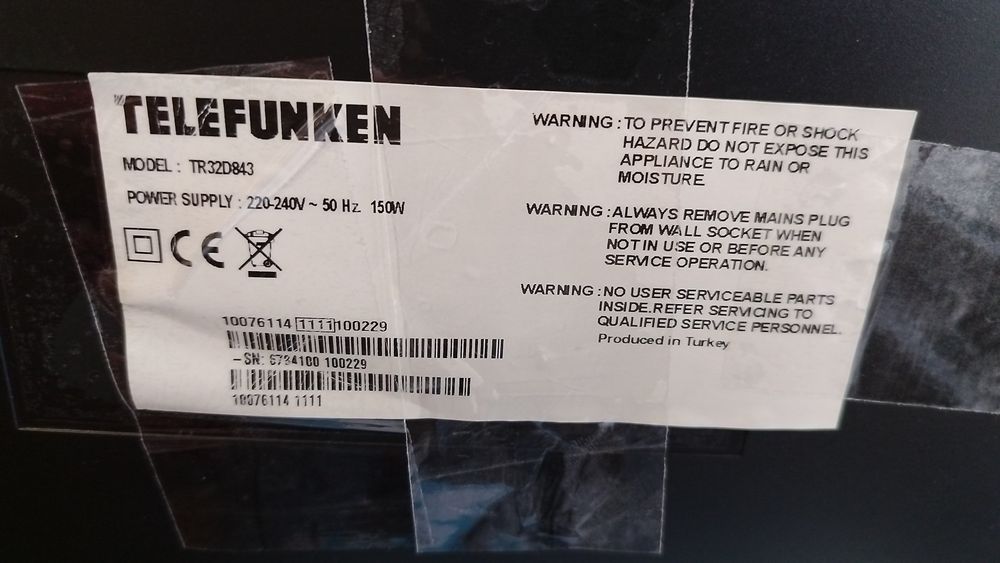 TELEFUNKEN
MODEL : TR32D843
POWER SUPPLY : 220-240V ~ 50 Hz. 150W
CE
10076114 1111 100229
-SN: 6784100 100229
10076114 1111
WARNING : TO PREVENT FIRE OR SHOCK
HAZARD DO NOT EXPOSE THIS
APPLIANCE TO RAIN OR
MOISTURE.
WARNING : ALWAYS REMOVE MAINS PLUG
FROM WALL SOCKET WHEN
NOT IN USE OR BEFORE ANY
SERVICE OPERATION.
WARNING : NO USER SERVICEABLE PARTS
INSIDE.REFER SERVICING TO
QUALIFIED SERVICE PERSONNEL.
Produced in Turkey